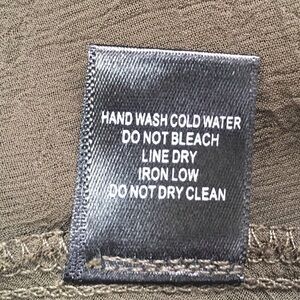 HAND WASH COLD WATER
DO NOT BLEACH
LINE DRY
IRON LOW
DO NOT DRY CLEAN